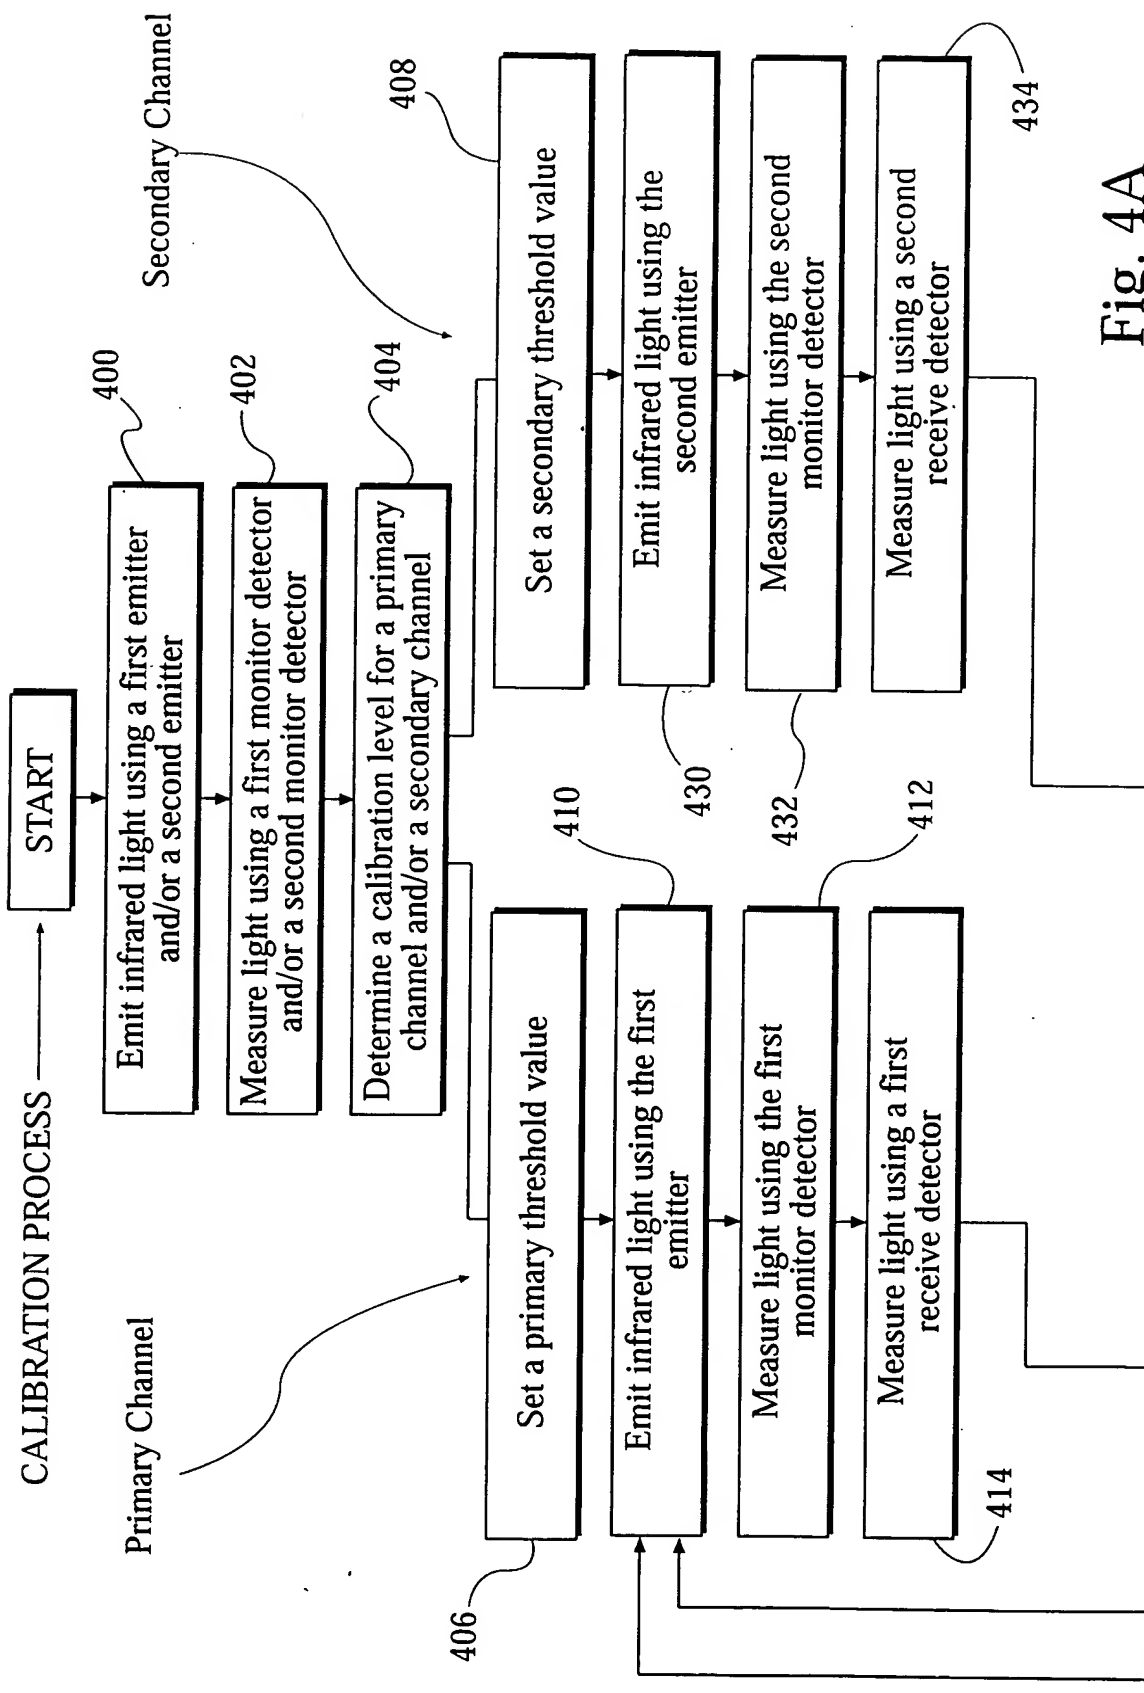 CALIBRATION PROCESS
START
Emit infrared light using a first emitter
and/or a second emitter
400
Measure light using a first monitor detector
and/or a second monitor detector
402
Determine a calibration level for a primary
channel and/or a secondary channel
404
Primary Channel
Set a primary threshold value
406
Emit infrared light using the first
emitter
410
Measure light using the first
monitor detector
412
Measure light using a first
receive detector
414
Secondary Channel
Set a secondary threshold value
408
Emit infrared light using the
second emitter
430
Measure light using the second
monitor detector
432
Measure light using a second
receive detector
434
Fig. 4A